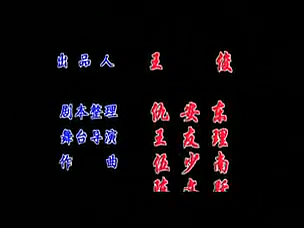 出品人 王俊
剧本整理 仇安东
舞台导演 王友理
作曲 伍少南